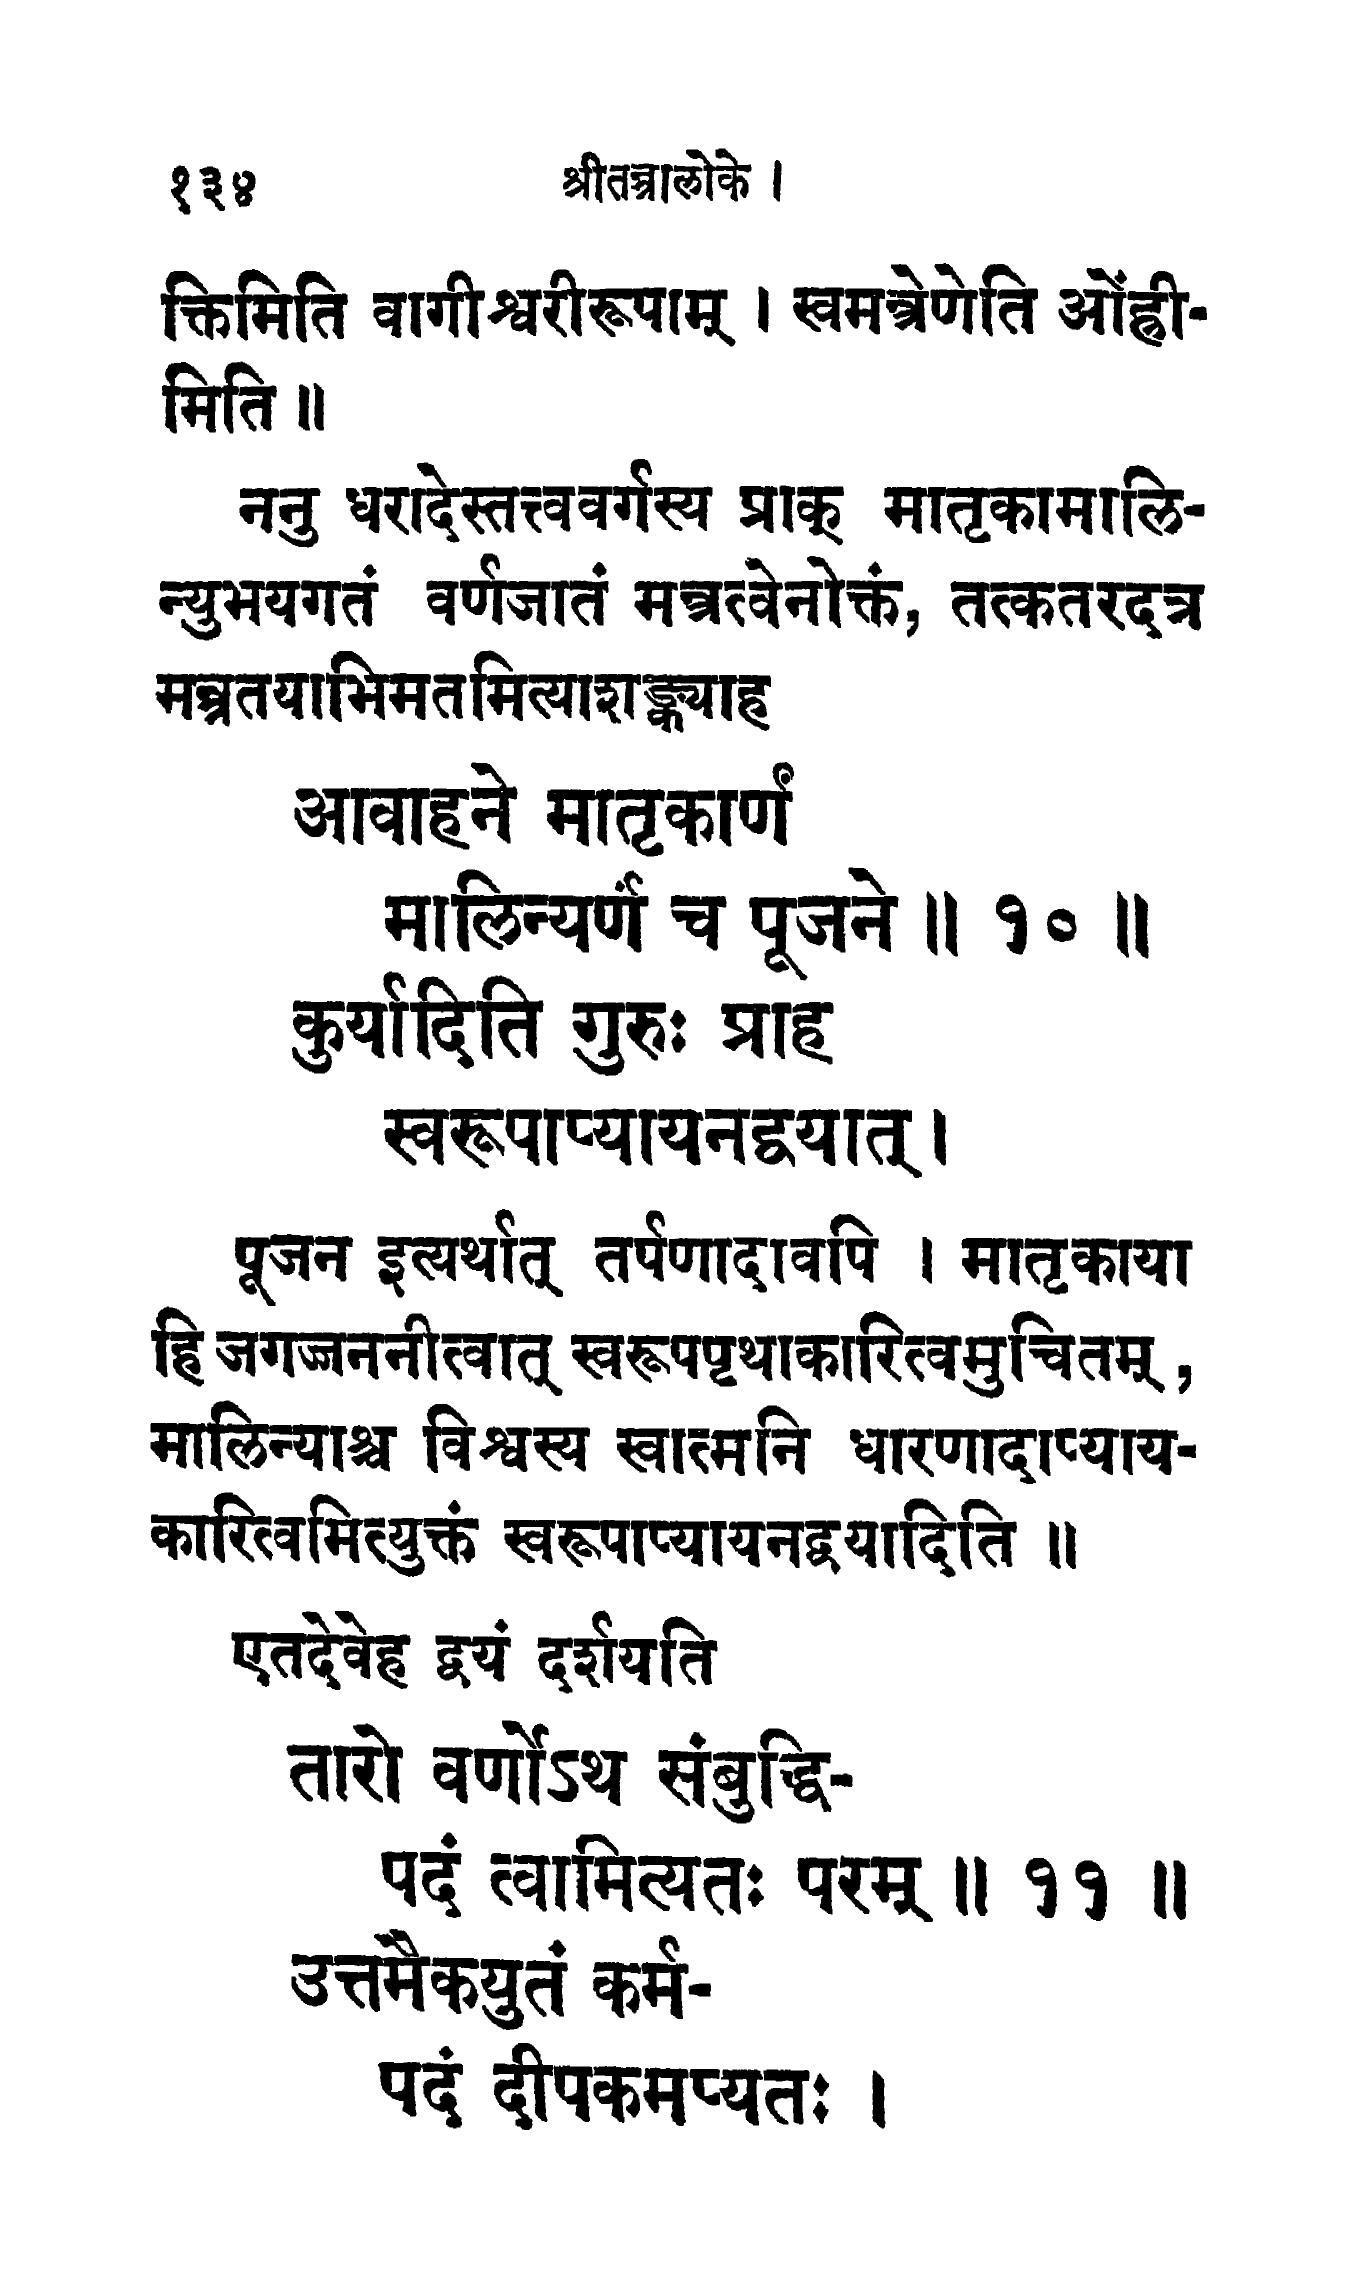 १३४ श्रीतन्त्रालोके ।
क्तिमिति वागीश्वरीरूपाम् । स्वमन्त्रेणेति ओंह्री-
मिति ॥
ननु धरादेस्तत्त्ववर्गस्य प्राक् मातृकामालि-
न्युभयगतं वर्णजातं मन्त्रत्वेनोक्तं, तत्कतरदत्र
मन्त्रतयाभिमतमित्याशङ्क्याह
आवाहने मातृकार्णं
मालिन्यर्णं च पूजने ॥ १० ॥
कुर्यादिति गुरुः प्राह
स्वरूपाप्यायनद्वयात् ।
पूजन इत्यर्थात् तर्पणादावपि । मातृकाया
हि जगज्जननीत्वात् स्वरूपपृथाकारित्वमुचितम्,
मालिन्याश्च विश्वस्य स्वात्मनि धारणादाप्याय-
कारित्वमित्युक्तं स्वरूपाप्यायनद्वयादिति ॥
एतदेवेह द्वयं दर्शयति
तारो वर्णोऽथ संबुद्धि-
पदं त्वामित्यतः परम् ॥ ११ ॥
उत्तमैकयुतं कर्म-
पदं दीपकमप्यतः ।